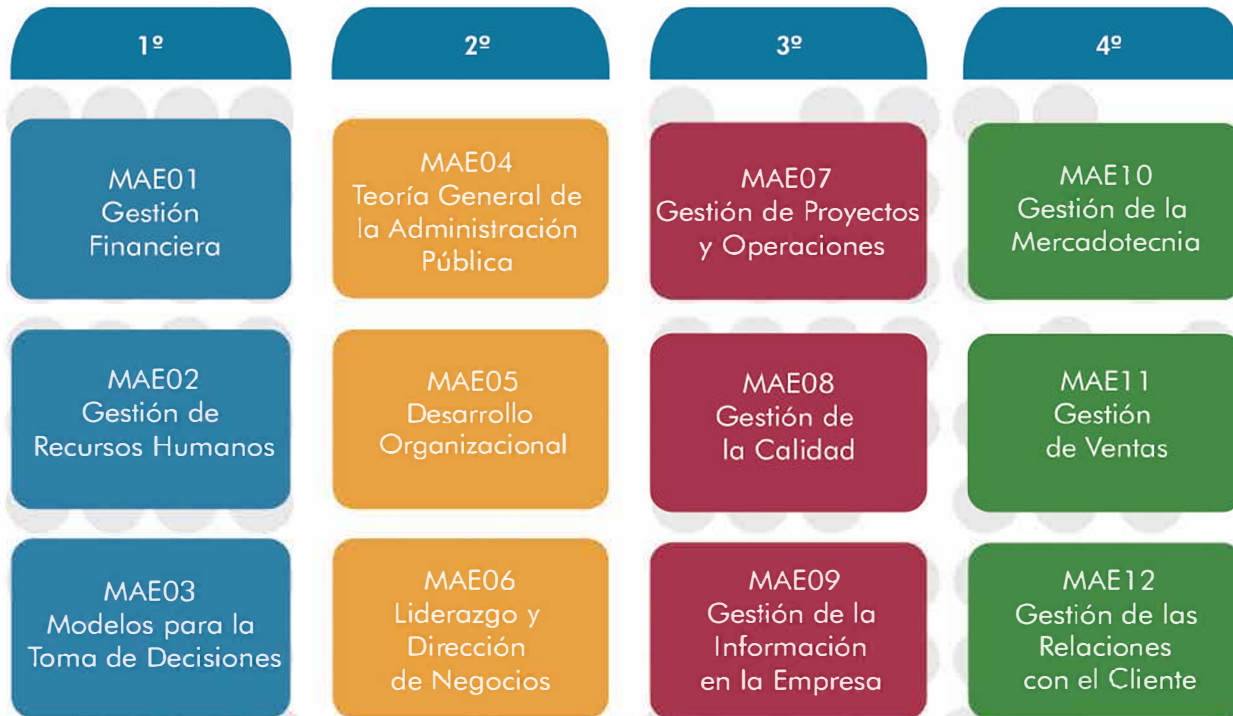 1º
2º
3º
4º
MAE01
Gestión
Financiera
MAE04
Teoría General de
la Administración
Pública
MAE07
Gestión de Proyectos
y Operaciones
MAE10
Gestión de la
Mercadotecnia
MAE02
Gestión de
Recursos Humanos
MAE05
Desarrollo
Organizacional
MAE08
Gestión de
la Calidad
MAE11
Gestión
de Ventas
MAE03
Modelos para la
Toma de Decisiones
MAE06
Liderazgo y
Dirección
de Negocios
MAE09
Gestión de la
Información
en la Empresa
MAE12
Gestión de las
Relaciones
con el Cliente